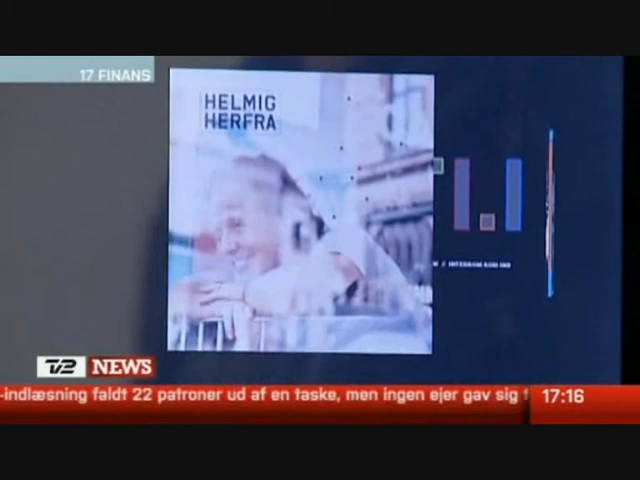 17 FINANS
HELMIG
HERFRA
TV2 NEWS
-indlæsning faldt 22 patroner ud af en taske, men ingen ejer gav sig
17:16